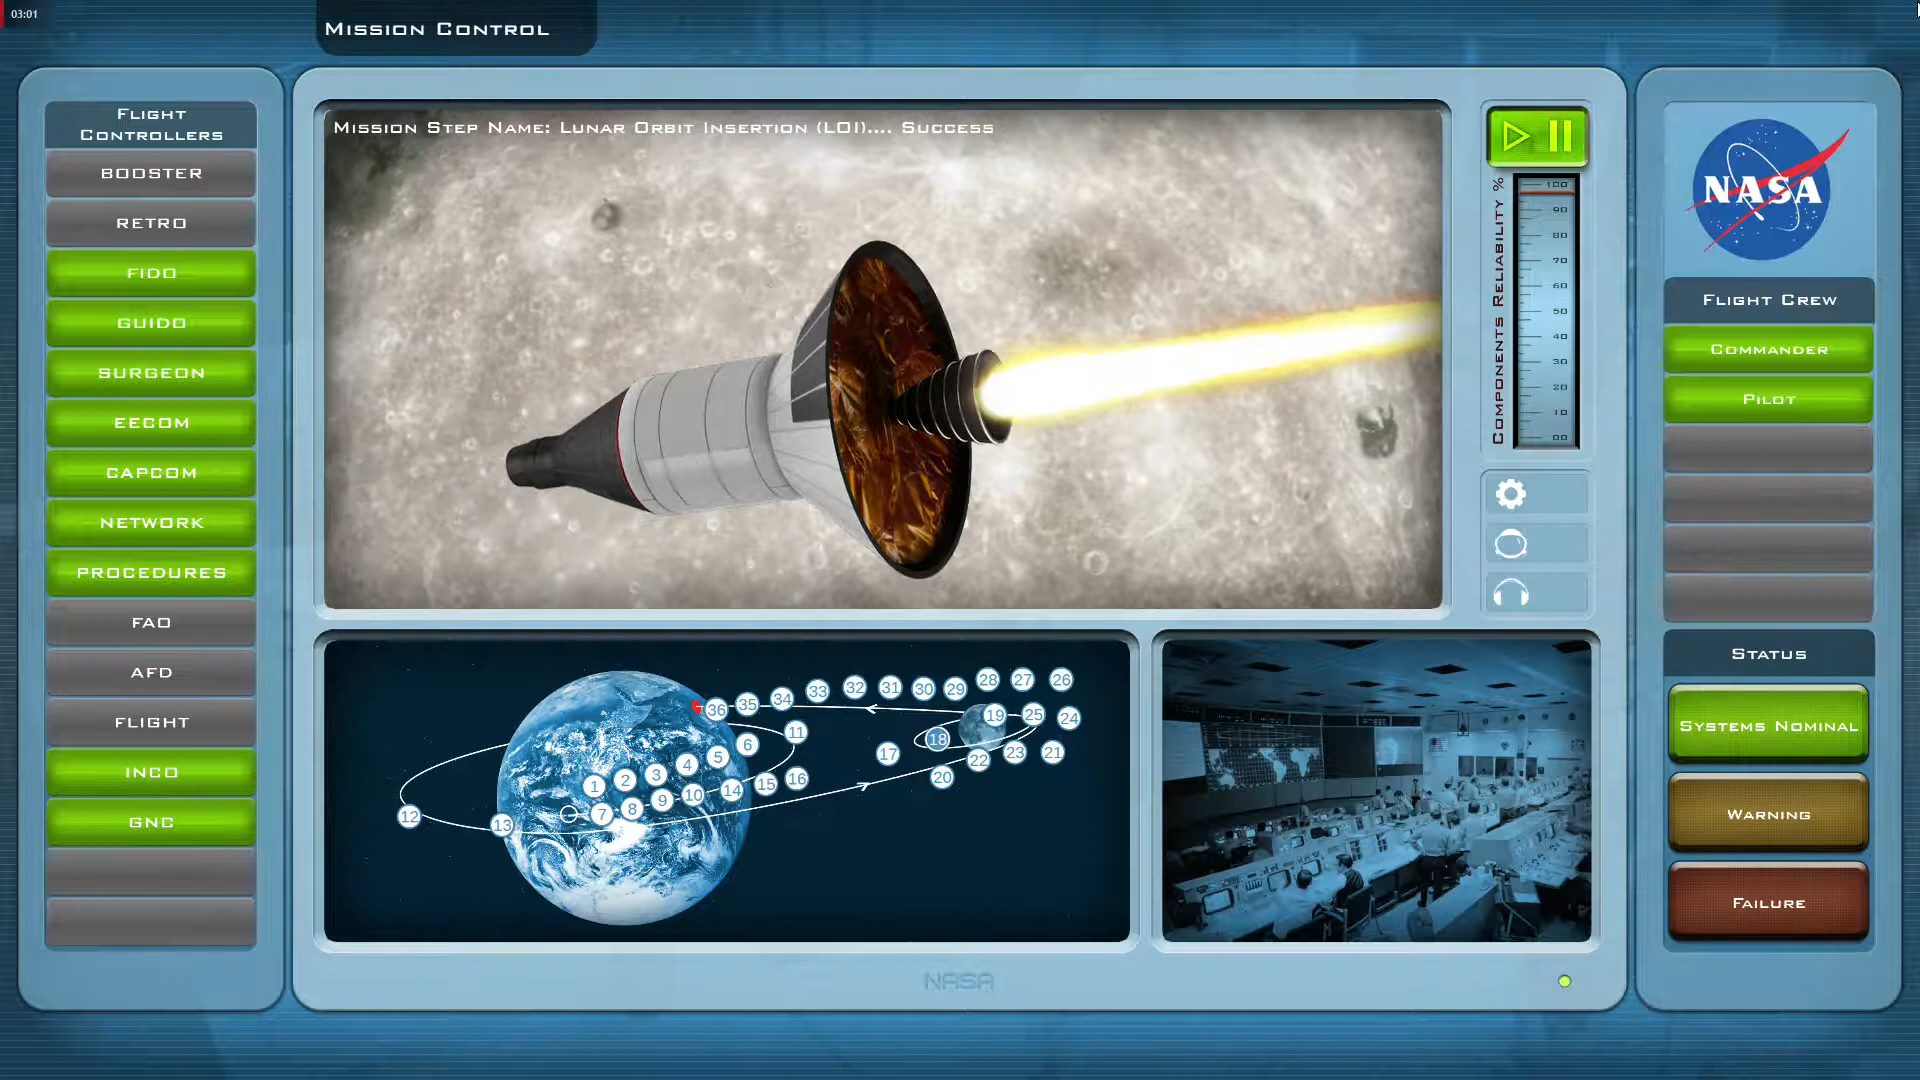 03:01
Mission Control
Flight
Controllers
BOOSTER
RETRO
FIDO
GUIDO
SURGEON
EECOM
CAPCOM
NETWORK
PROCEDURES
FAO
AFD
FLIGHT
INCO
GNC
Mission Step Name: Lunar Orbit Insertion (LOI).... Success
Components Reliability %
100
90
80
70
60
50
40
30
20
10
00
36 35 34 33 32 31 30 29 28 27 26
19 25 24
11 18
6 17 22 23 21
5 4 3 2 1
20
16 15 14 10 9 8 7
12 13
NASA
NASA
Flight Crew
Commander
Pilot
Status
Systems Nominal
Warning
Failure